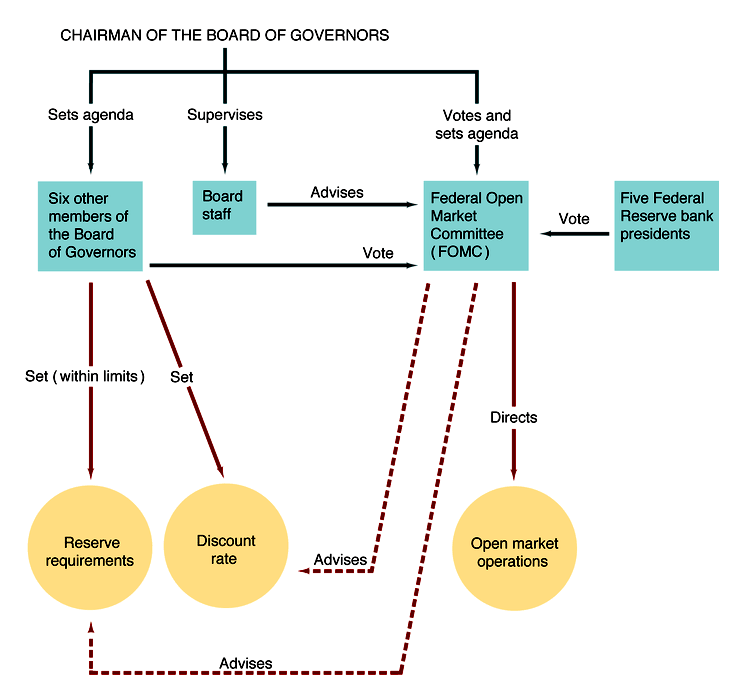 CHAIRMAN OF THE BOARD OF GOVERNORS
Sets agenda
Supervises
Votes and
sets agenda
Six other
members of
the Board
of Governors
Board
staff
Advises
Federal Open
Market
Committee
(FOMC)
Vote
Five Federal
Reserve bank
presidents
Vote
Set (within limits)
Set
Directs
Reserve
requirements
Discount
rate
Advises
Open market
operations
Advises